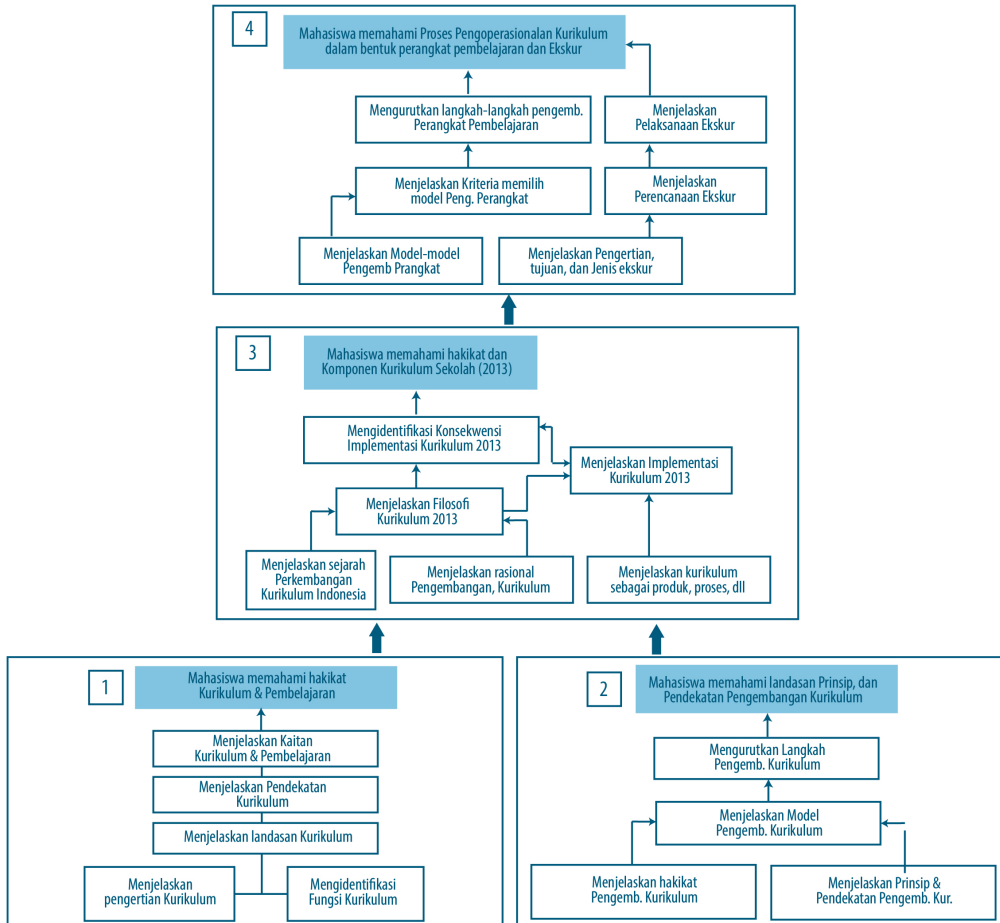 4
Mahasiswa memahami Proses Pengoperasionalan Kurikulum
dalam bentuk perangkat pembelajaran dan Ekskur
Mengurutkan langkah-langkah pengemb.
Perangkat Pembelajaran
Menjelaskan
Pelaksanaan Ekskur
Menjelaskan Kriteria memilih
model Peng. Perangkat
Menjelaskan
Perencanaan Ekskur
Menjelaskan Model-model
Pengemb Prangkat
Menjelaskan Pengertian,
tujuan, dan Jenis ekskur
3
Mahasiswa memahami hakikat dan
Komponen Kurikulum Sekolah (2013)
Mengidentifikasi Konsekwensi
Implementasi Kurikulum 2013
Menjelaskan Implementasi
Kurikulum 2013
Menjelaskan Filosofi
Kurikulum 2013
Menjelaskan sejarah
Perkembangan
Kurikulum Indonesia
Menjelaskan rasional
Pengembangan, Kurikulum
Menjelaskan kurikulum
sebagai produk, proses, dll
1
Mahasiswa memahami hakikat
Kurikulum & Pembelajaran
Menjelaskan Kaitan
Kurikulum & Pembelajaran
Menjelaskan Pendekatan
Kurikulum
Menjelaskan landasan Kurikulum
Menjelaskan
pengertian Kurikulum
Mengidentifikasi
Fungsi Kurikulum
2
Mahasiswa memahami landasan Prinsip, dan
Pendekatan Pengembangan Kurikulum
Mengurutkan Langkah
Pengemb. Kurikulum
Menjelaskan Model
Pengemb. Kurikulum
Menjelaskan hakikat
Pengemb. Kurikulum
Menjelaskan Prinsip &
Pendekatan Pengemb. Kur.